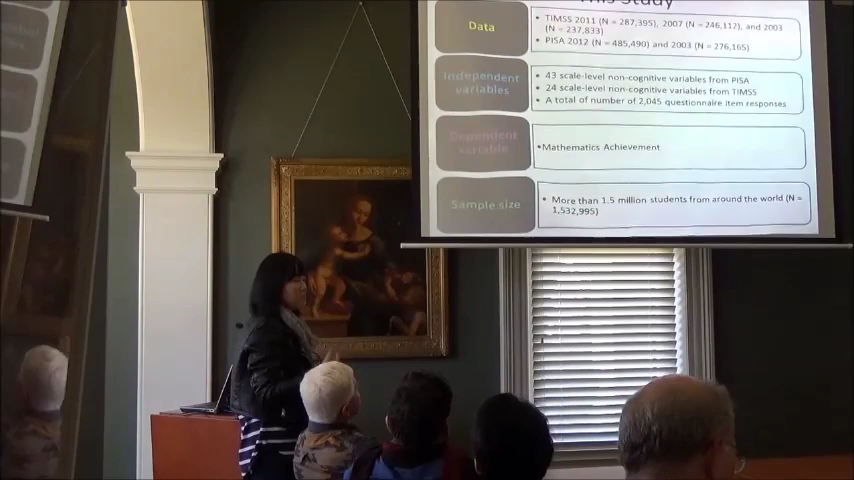 This Study
Data
• TIMSS 2011 (N = 287,395), 2007 (N = 246,112), and 2003
(N = 237,833)
• PISA 2012 (N = 485,490) and 2003 (N = 276,165)
Independent
variables
• 43 scale-level non-cognitive variables from PISA
• 24 scale-level non-cognitive variables from TIMSS
• A total of number of 2,045 questionnaire item responses
Dependent
variable
•Mathematics Achievement
Sample size
• More than 1.5 million students from around the world (N =
1,532,995)